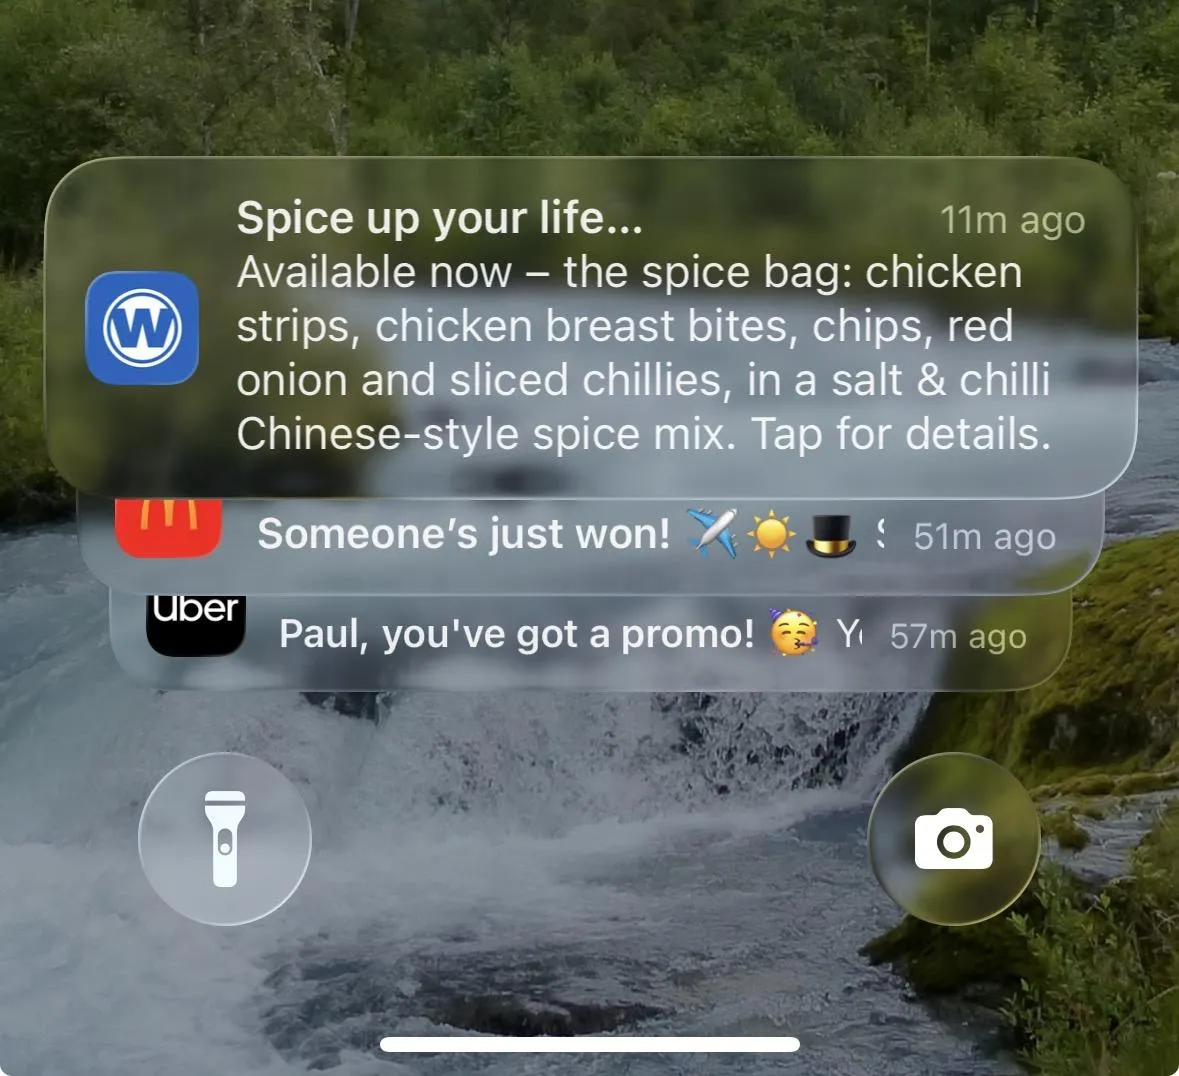 Spice up your life...
11m ago
Available now – the spice bag: chicken
strips, chicken breast bites, chips, red
onion and sliced chillies, in a salt & chilli
Chinese-style spice mix. Tap for details.
W
Someone’s just won! ✈️☀️🎩
51m ago
Uber
Paul, you've got a promo! 🥳
57m ago